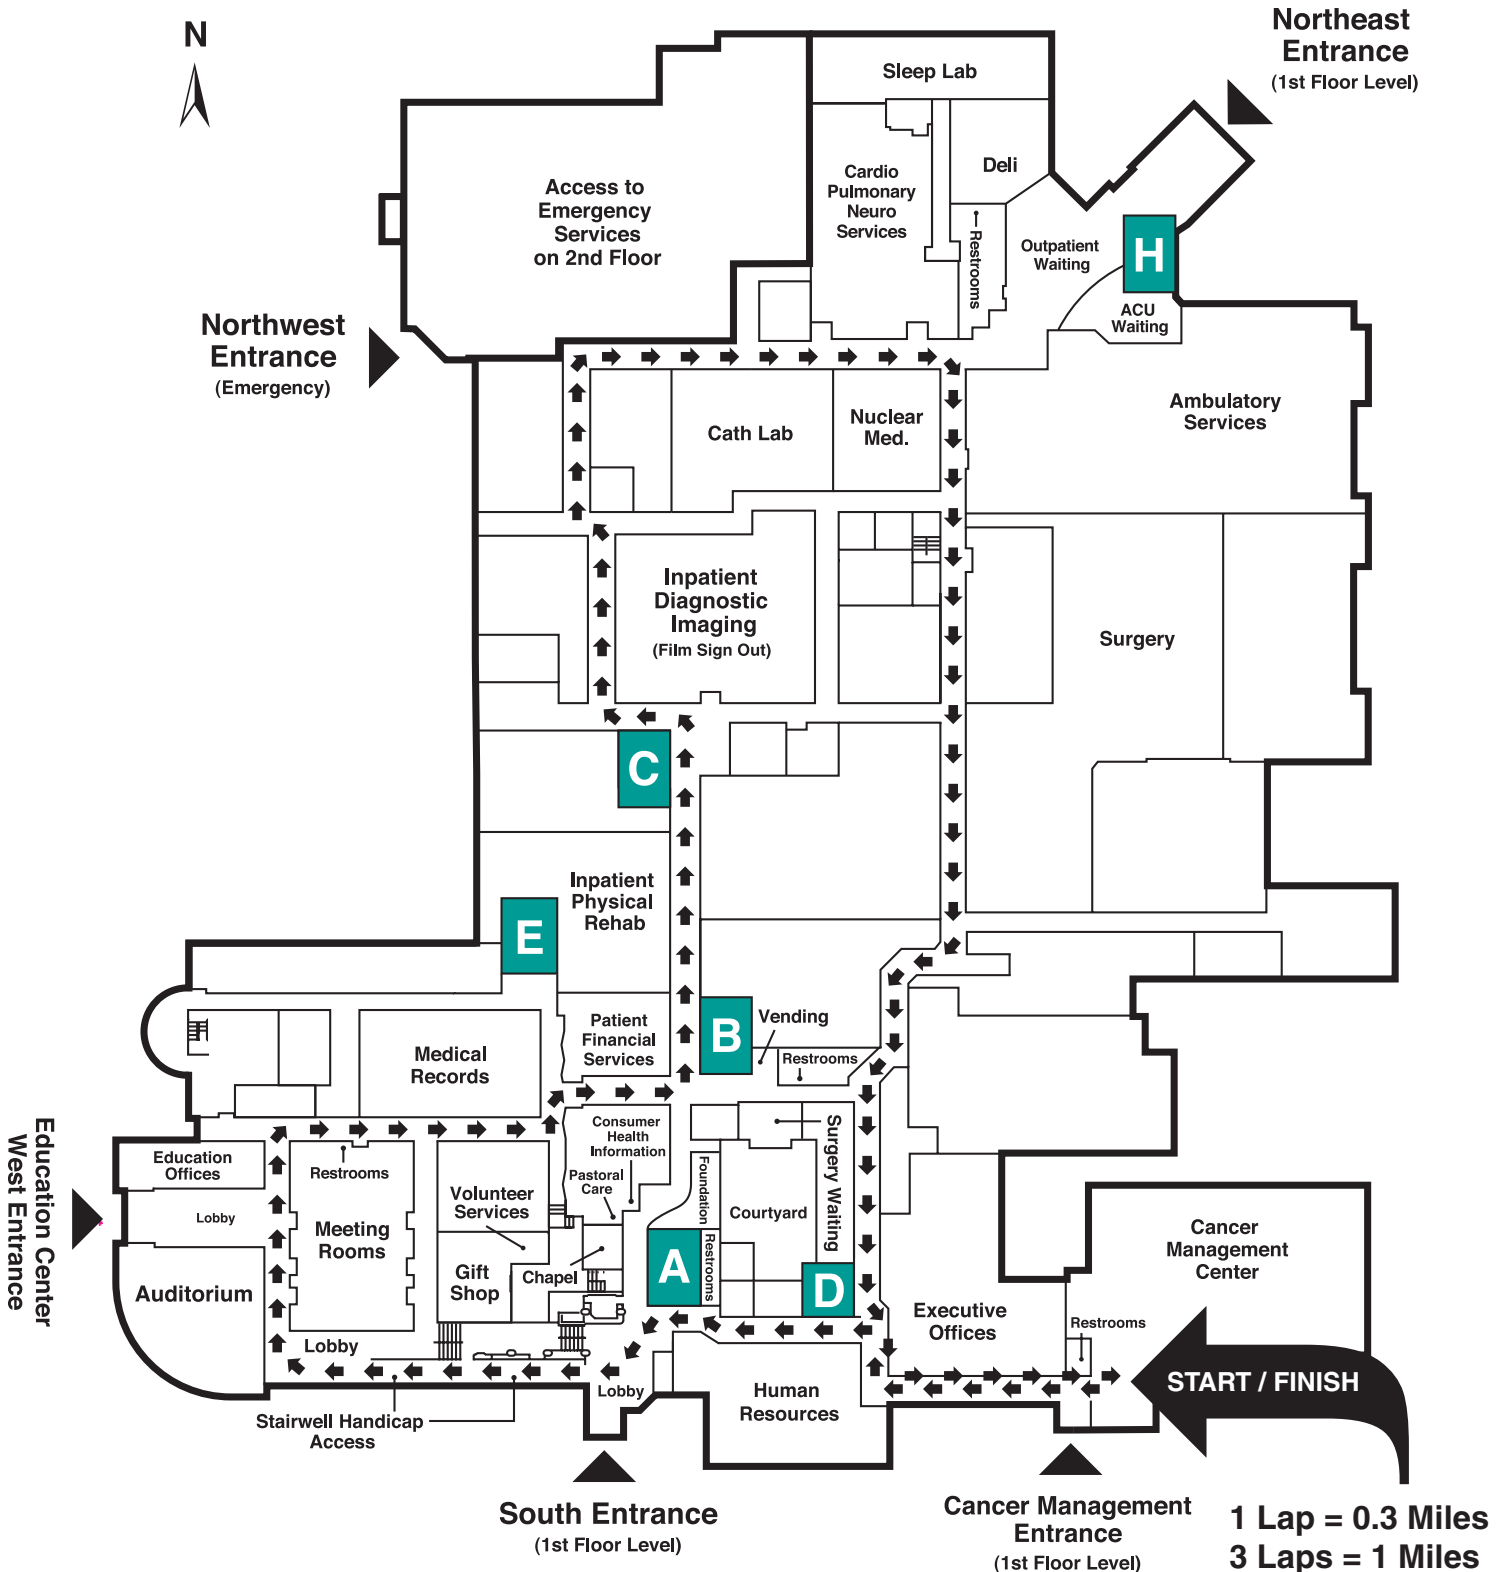 N
Northeast
Entrance
(1st Floor Level)
Sleep Lab
Deli
Cardio
Pulmonary
Neuro
Services
Restrooms
Access to
Emergency
Services
on 2nd Floor
Outpatient
Waiting
H
ACU
Waiting
Northwest
Entrance
(Emergency)
Cath Lab
Nuclear
Med.
Ambulatory
Services
Inpatient
Diagnostic
Imaging
(Film Sign Out)
Surgery
C
Inpatient
Physical
Rehab
E
B
Vending
Restrooms
Patient
Financial
Services
Medical
Records
Education Center
West Entrance
Education
Offices
Restrooms
Lobby
Meeting
Rooms
Auditorium
Lobby
Volunteer
Services
Gift
Shop
Chapel
Consumer
Health
Information
Pastoral
Care
Foundation
Restrooms
A
Courtyard
Surgery Waiting
D
Executive
Offices
Cancer
Management
Center
Restrooms
START / FINISH
Human
Resources
Lobby
Stairwell Handicap
Access
South Entrance
(1st Floor Level)
Cancer Management
Entrance
(1st Floor Level)
1 Lap = 0.3 Miles
3 Laps = 1 Miles